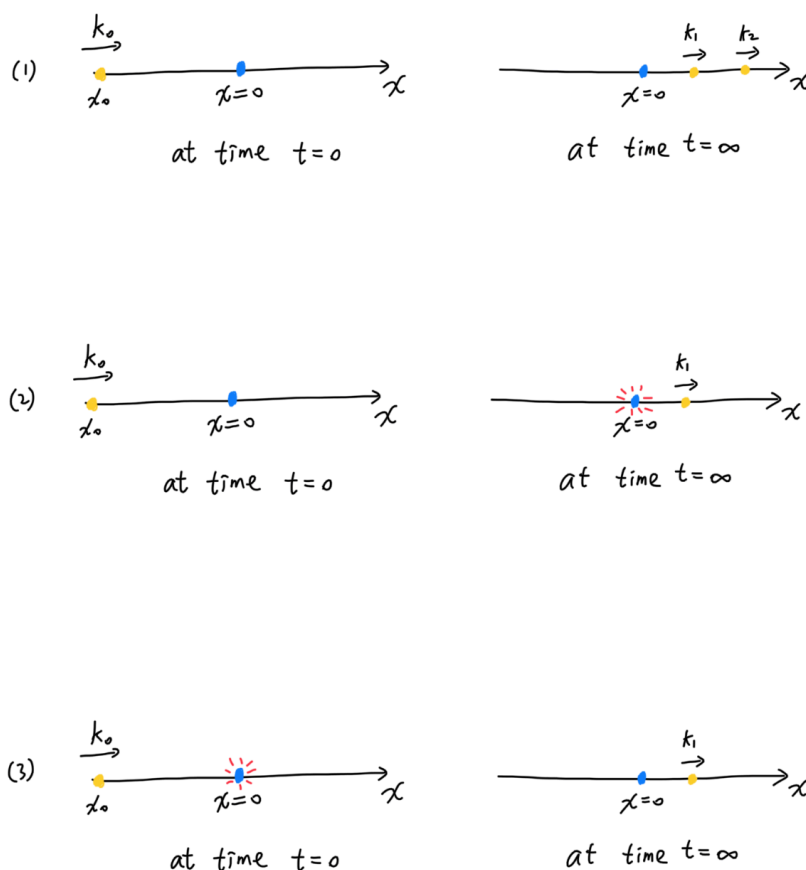 k₀ k₁ k₂
(1) x₀ x=0 x x=0 x
at time t=0 at time t=∞
k₀ k₁
(2) x₀ x=0 x x=0 x
at time t=0 at time t=∞
k₀ k₁
(3) x₀ x=0 x x=0 x
at time t=0 at time t=∞